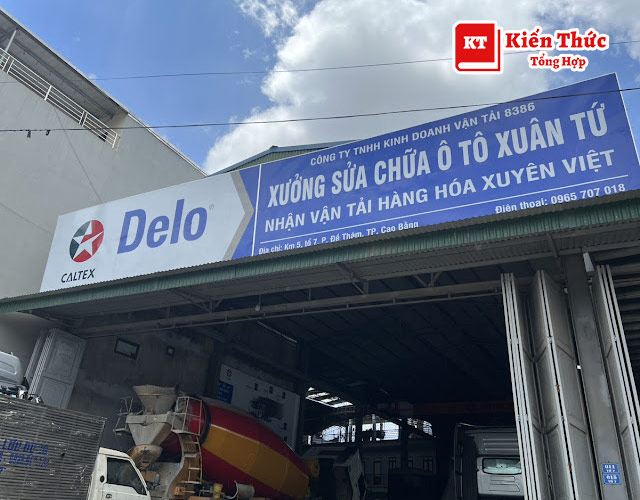 KT Kiến Thức
Tổng Hợp
CÔNG TY TNHH KINH DOANH VẬN TẢI 8386
XƯỞNG SỬA CHỮA Ô TÔ XUÂN TỨ
NHẬN VẬN TẢI HÀNG HÓA XUYÊN VIỆT
Điện thoại: 0965 707 018
Địa chỉ: Km 5, tổ 7, P. Đề Thám, TP. Cao Bằng
Delo
CALTEX